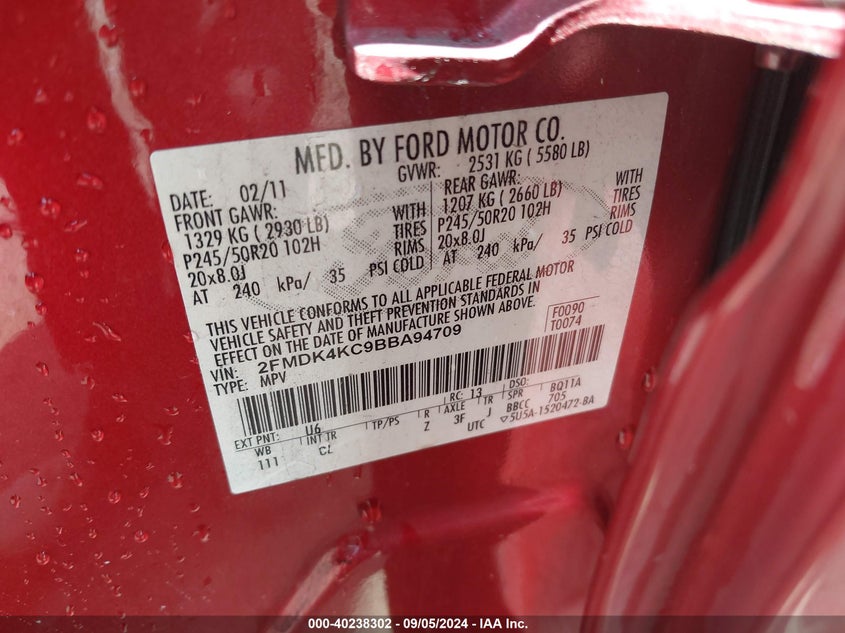 MFD. BY FORD MOTOR CO.
DATE: 02/11 GVWR: 2531 KG ( 5580 LB)
FRONT GAWR: REAR GAWR:
1329 KG ( 2930 LB) WITH 1207 KG ( 2660 LB) WITH
P245/50R20 102H TIRES P245/50R20 102H TIRES
20x8.0J RIMS 20x8.0J RIMS
AT 240 kPa/ 35 PSI COLD AT 240 kPa/ 35 PSI COLD
THIS VEHICLE CONFORMS TO ALL APPLICABLE FEDERAL MOTOR
VEHICLE SAFETY AND THEFT PREVENTION STANDARDS IN
EFFECT ON THE DATE OF MANUFACTURE SHOWN ABOVE.
VIN: 2FMDK4KC9BBA94709
TYPE: MPV
F0090
T0074
EXT PNT: U6 RC: 13 DSO: BQ1TA
WB INT TR TP/PS R AXLE TR SPR 705
111 CL Z 3F J BBCC
UTC ▽5U5A-1520472-BA
000-40238302 - 09/05/2024 - IAA Inc.